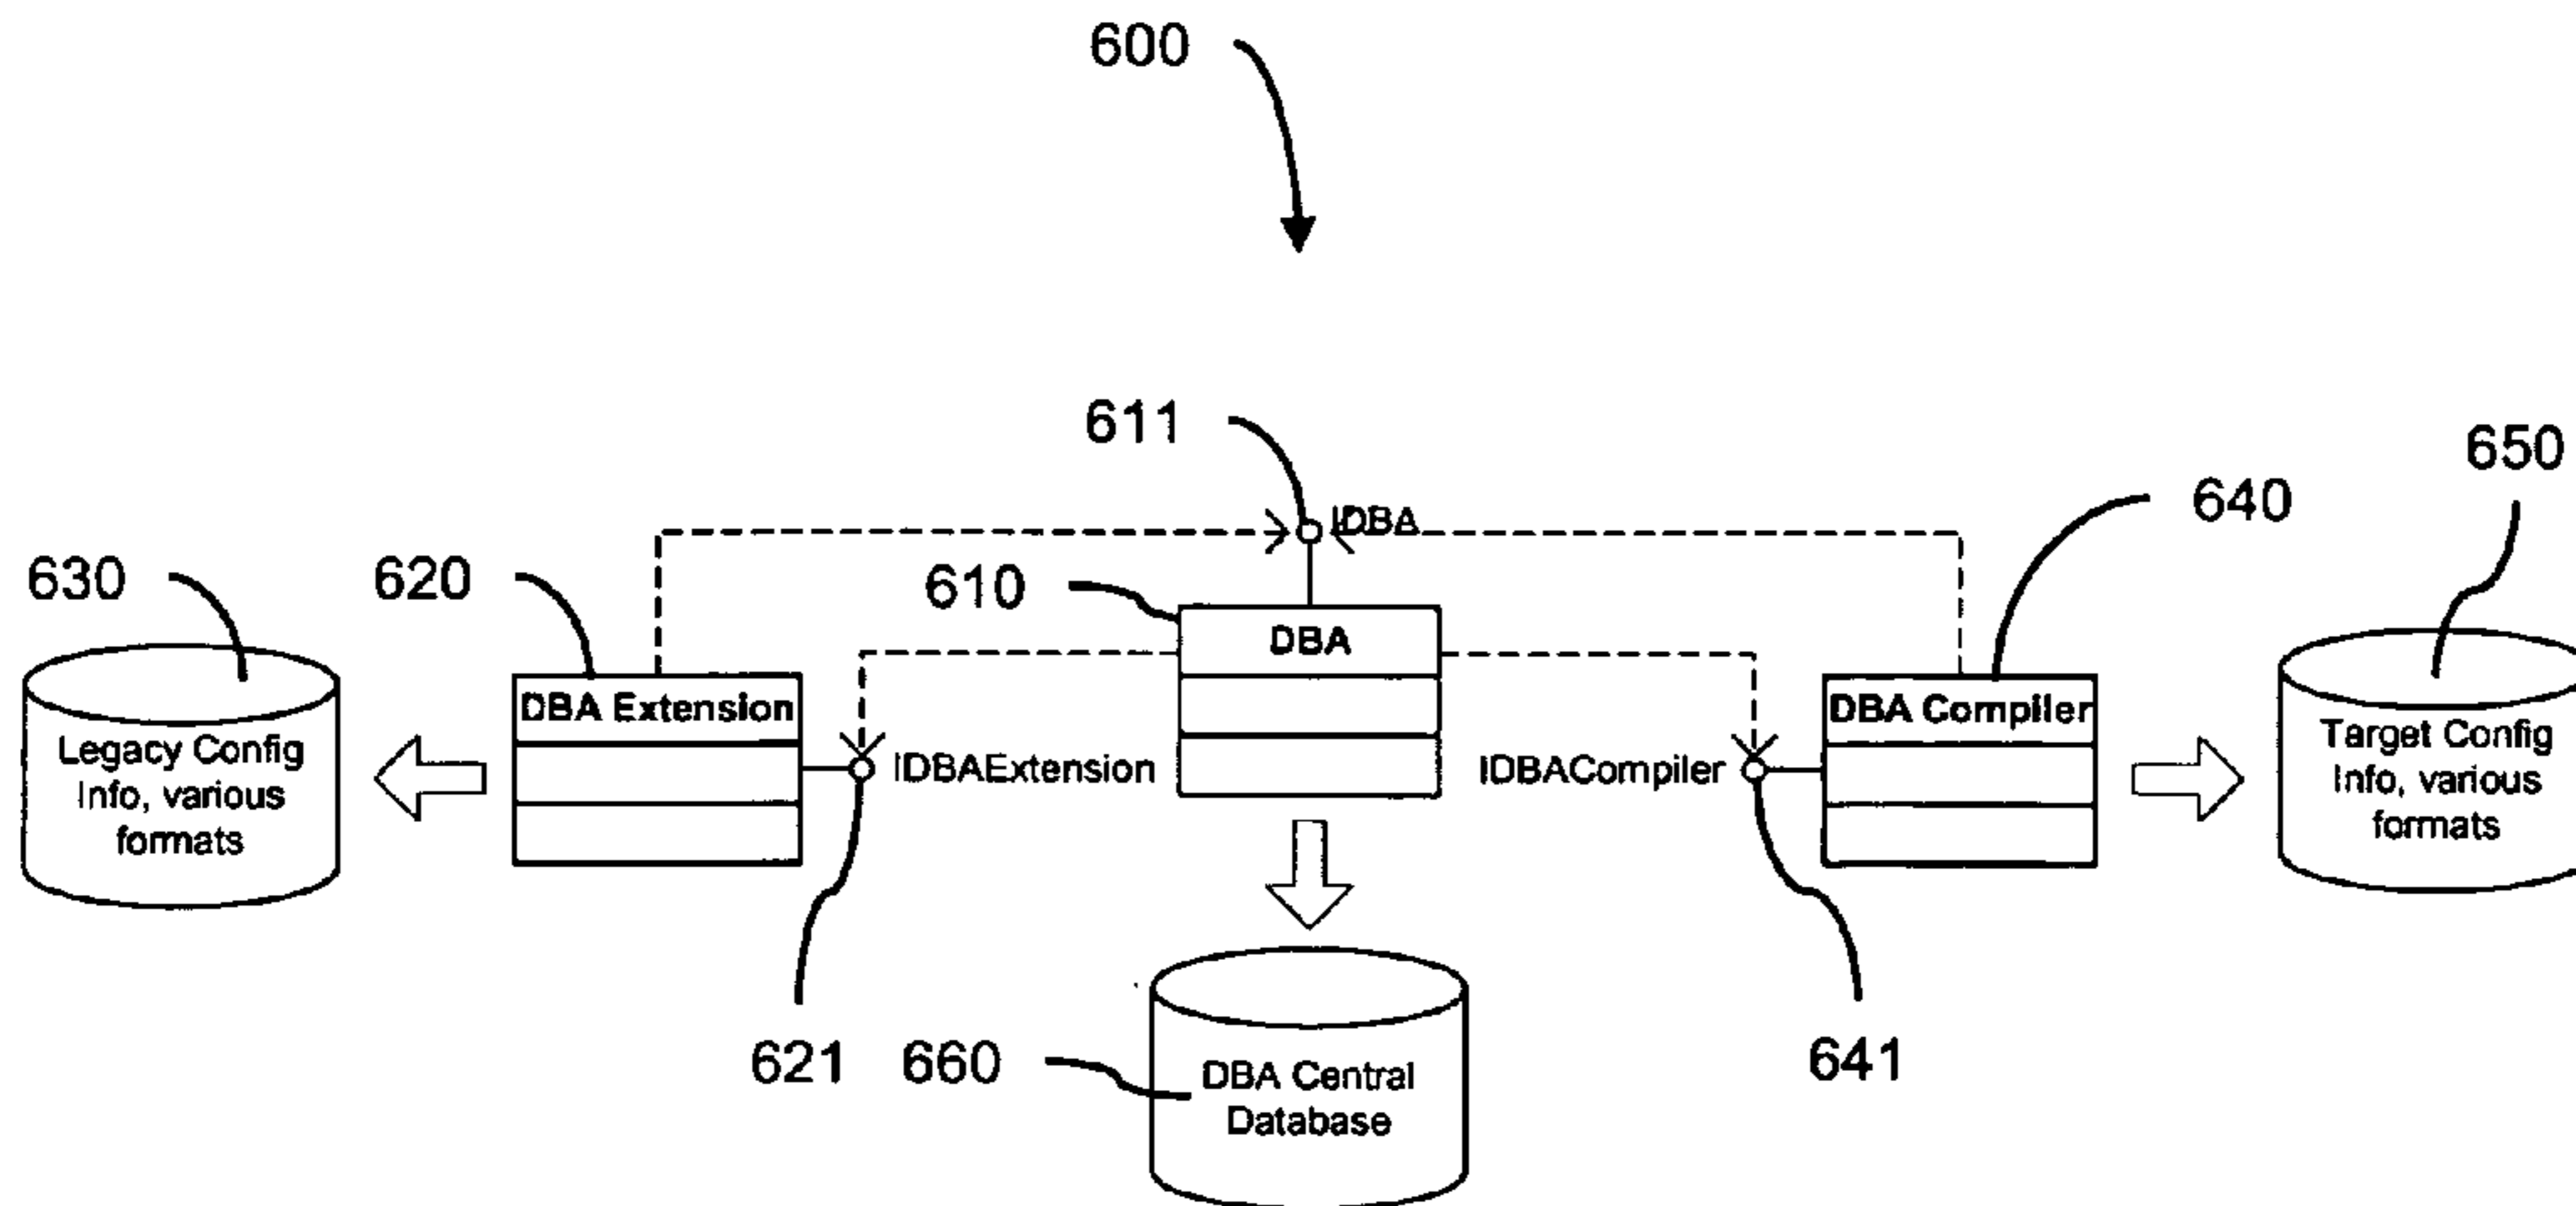 600
611
650
IDBA
640
630
620
610
DBA
DBA Extension
DBA Compiler
Legacy Config
Info, various
formats
IDBAExtension
IDBACompiler
Target Config
Info, various
formats
621
660
641
DBA Central
Database